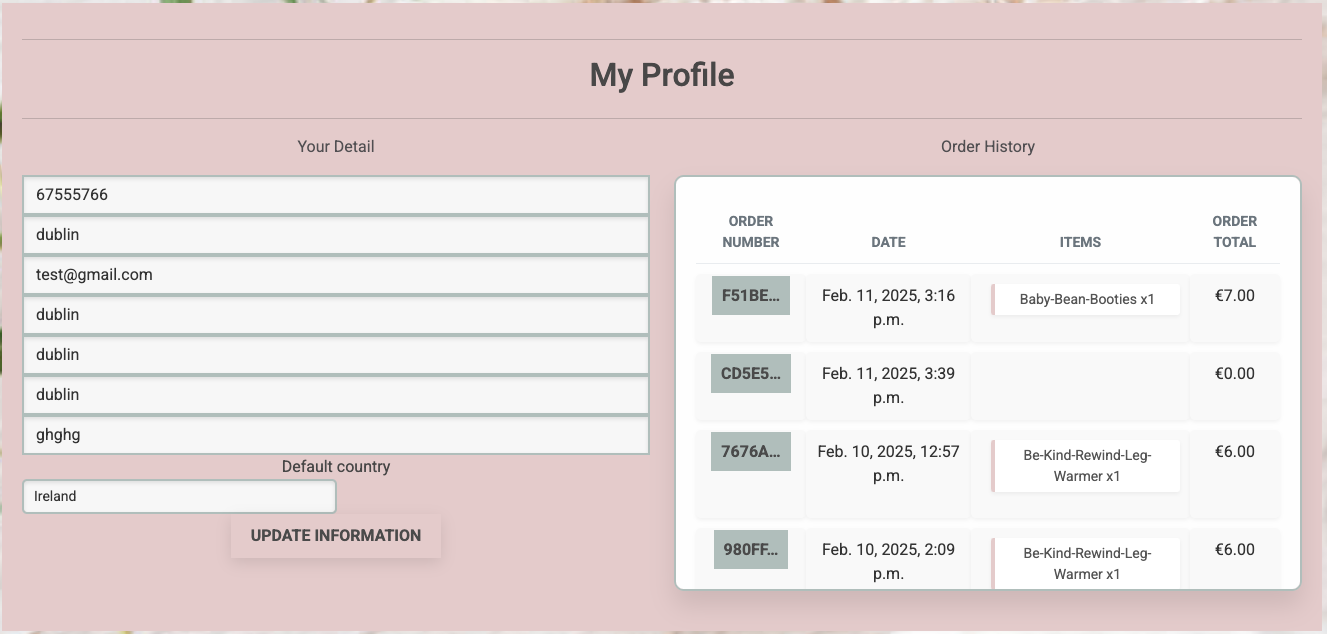 My Profile
Your Detail
67555766
dublin
test@gmail.com
dublin
dublin
dublin
ghghg
Default country
Ireland
UPDATE INFORMATION
Order History
ORDER NUMBER DATE ITEMS ORDER TOTAL
F51BE... Feb. 11, 2025, 3:16 p.m. Baby-Bean-Booties x1 €7.00
CD5E5... Feb. 11, 2025, 3:39 p.m. €0.00
7676A... Feb. 10, 2025, 12:57 p.m. Be-Kind-Rewind-Leg-Warmer x1 €6.00
980FF... Feb. 10, 2025, 2:09 p.m. Be-Kind-Rewind-Leg-Warmer x1 €6.00